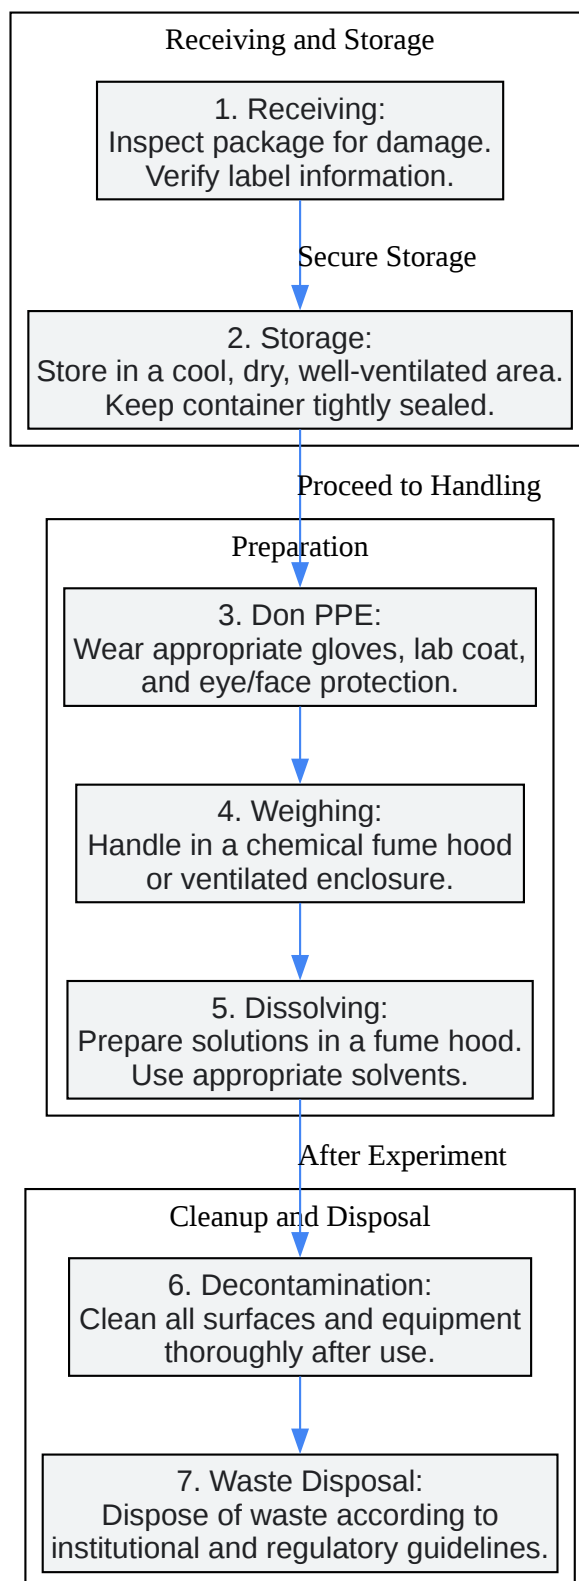 Receiving and Storage
1. Receiving:
Inspect package for damage.
Verify label information.
Secure Storage
2. Storage:
Store in a cool, dry, well-ventilated area.
Keep container tightly sealed.
Proceed to Handling
Preparation
3. Don PPE:
Wear appropriate gloves, lab coat,
and eye/face protection.
4. Weighing:
Handle in a chemical fume hood
or ventilated enclosure.
5. Dissolving:
Prepare solutions in a fume hood.
Use appropriate solvents.
After Experiment
Cleanup and Disposal
6. Decontamination:
Clean all surfaces and equipment
thoroughly after use.
7. Waste Disposal:
Dispose of waste according to
institutional and regulatory guidelines.